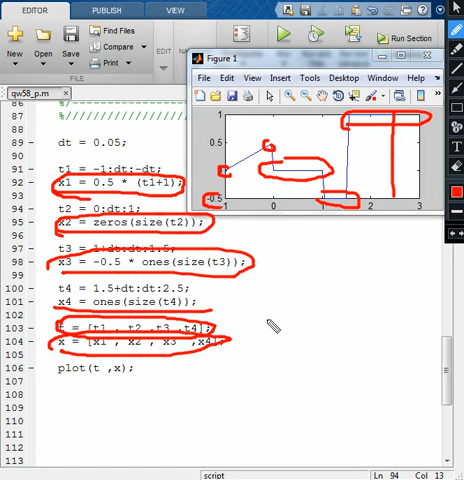 EDITOR PUBLISH VIEW
New Open Save
Find Files
Compare
Print
FILE
qw58_p.m ×
Figure 1
File Edit View Insert Tools Desktop Window Help
1
0.5
0
-0.5
-1 0 1 2 3
86
87 %//////////////////////////
88
89 dt = 0.05;
90
91 t1 = -1:dt:-dt;
92 x1 = 0.5 * (t1+1);
93
94 t2 = 0:dt:1;
95 x2 = zeros(size(t2));
96
97 t3 = 1+dt:dt:1.5;
98 x3 = -0.5 * ones(size(t3));
99
100 t4 = 1.5+dt:dt:2.5;
101 x4 = ones(size(t4));
102
103 t = [t1 , t2 ,t3 ,t4];
104 x = [x1 , x2 , x3 ,x4];
105
106 plot(t ,x);
107
108
109
110
111
112
113
script Ln 94 Col 13